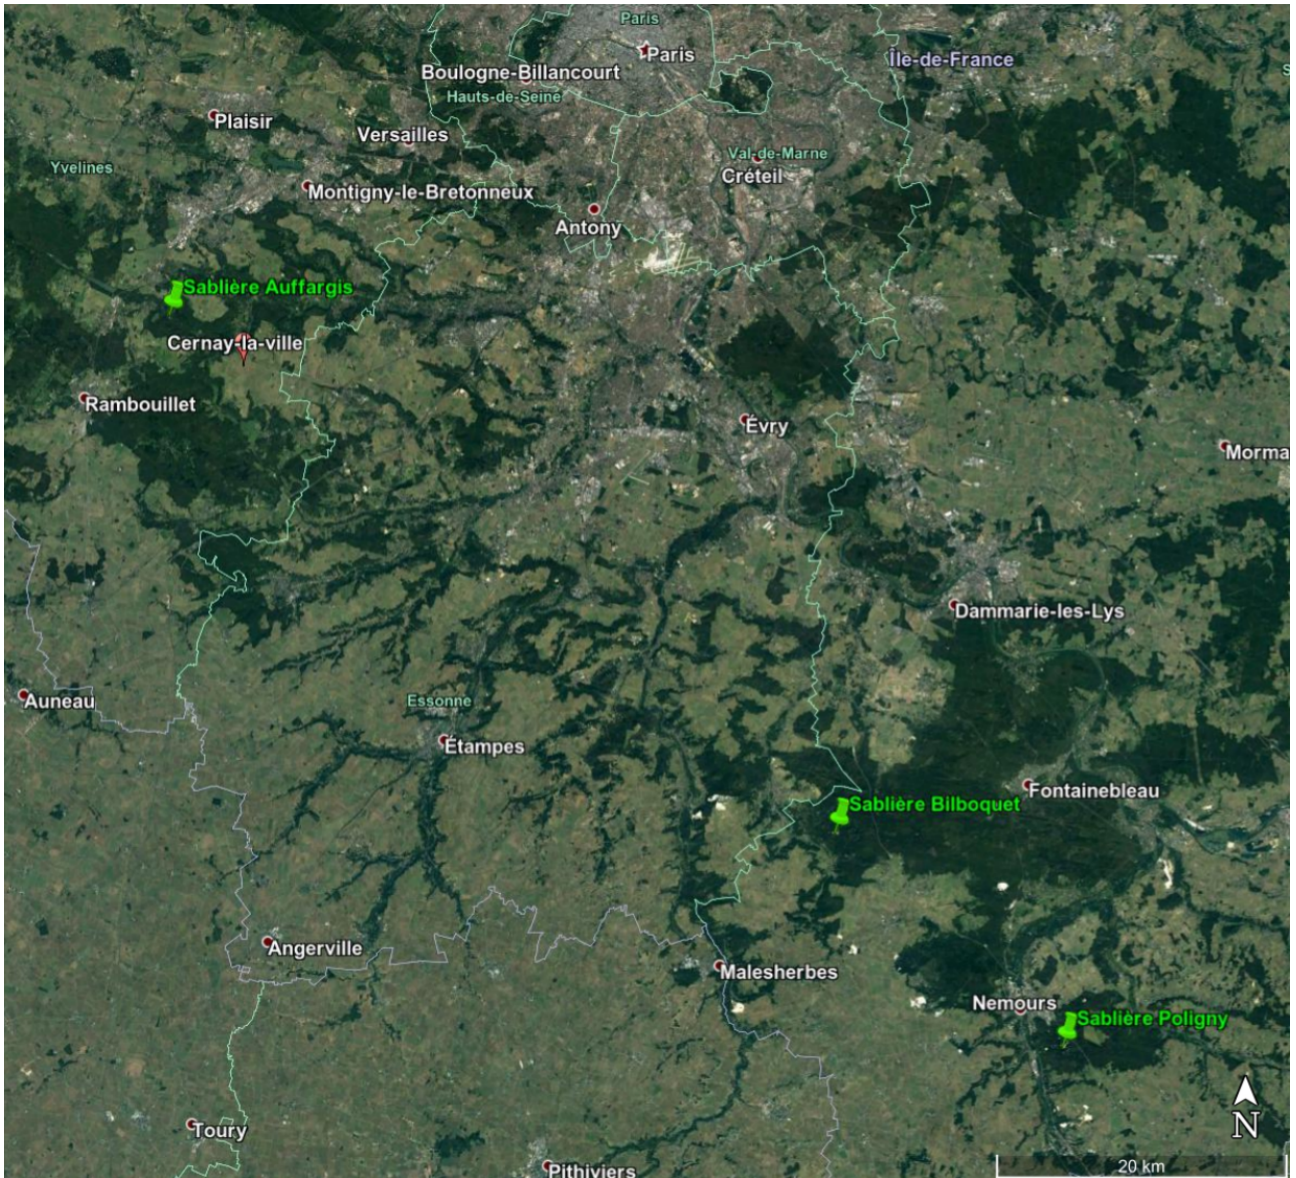 Paris
Paris
Île-de-France
Boulogne-Billancourt
Hauts-de-Seine
S
Plaisir
Versailles
Val-de-Marne
Créteil
Yvelines
Montigny-le-Bretonneux
Antony
Sablière Auffargis
Cernay-la-ville
Rambouillet
Évry
Morma
Dammarie-les-Lys
Auneau
Essonne
Étampes
Fontainebleau
Sablière Bilboquet
Angerville
Malesherbes
Nemours
Sablière Poligny
N
Toury
Pithiviers
20 km